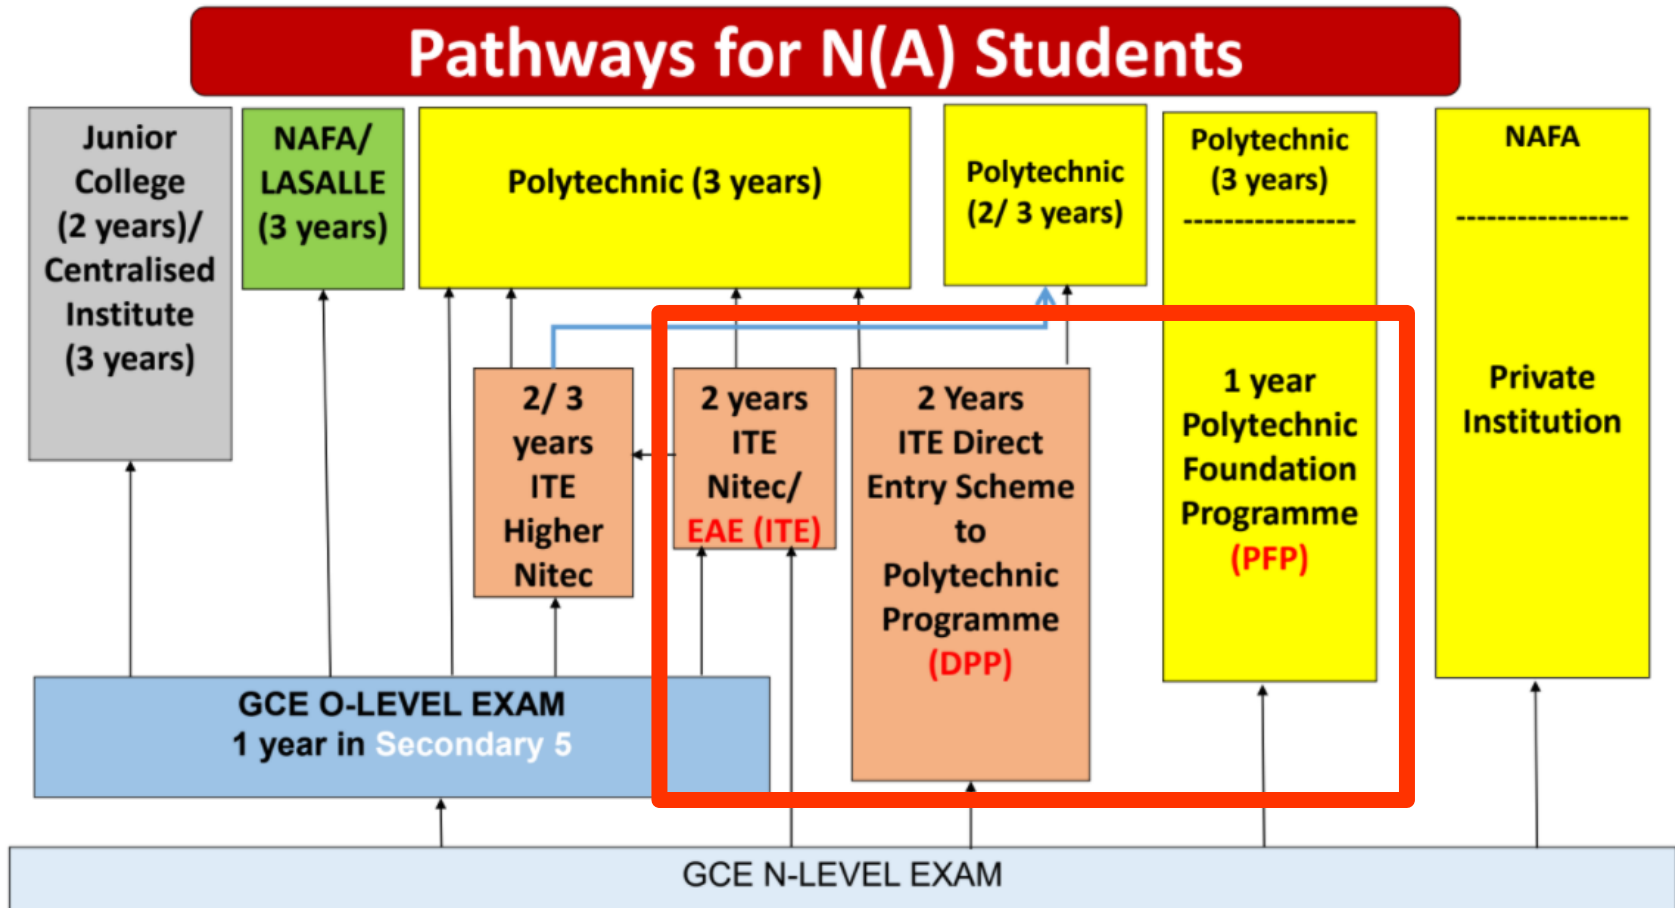 Pathways for N(A) Students
Junior
College
(2 years)/
Centralised
Institute
(3 years)
NAFA/
LASALLE
(3 years)
Polytechnic (3 years)
Polytechnic
(2/ 3 years)
Polytechnic
(3 years)
-----------------
1 year
Polytechnic
Foundation
Programme
(PFP)
NAFA
-----------------
Private
Institution
2/ 3
years
ITE
Higher
Nitec
2 years
ITE
Nitec/
EAE (ITE)
2 Years
ITE Direct
Entry Scheme
to
Polytechnic
Programme
(DPP)
GCE O-LEVEL EXAM
1 year in Secondary 5
GCE N-LEVEL EXAM